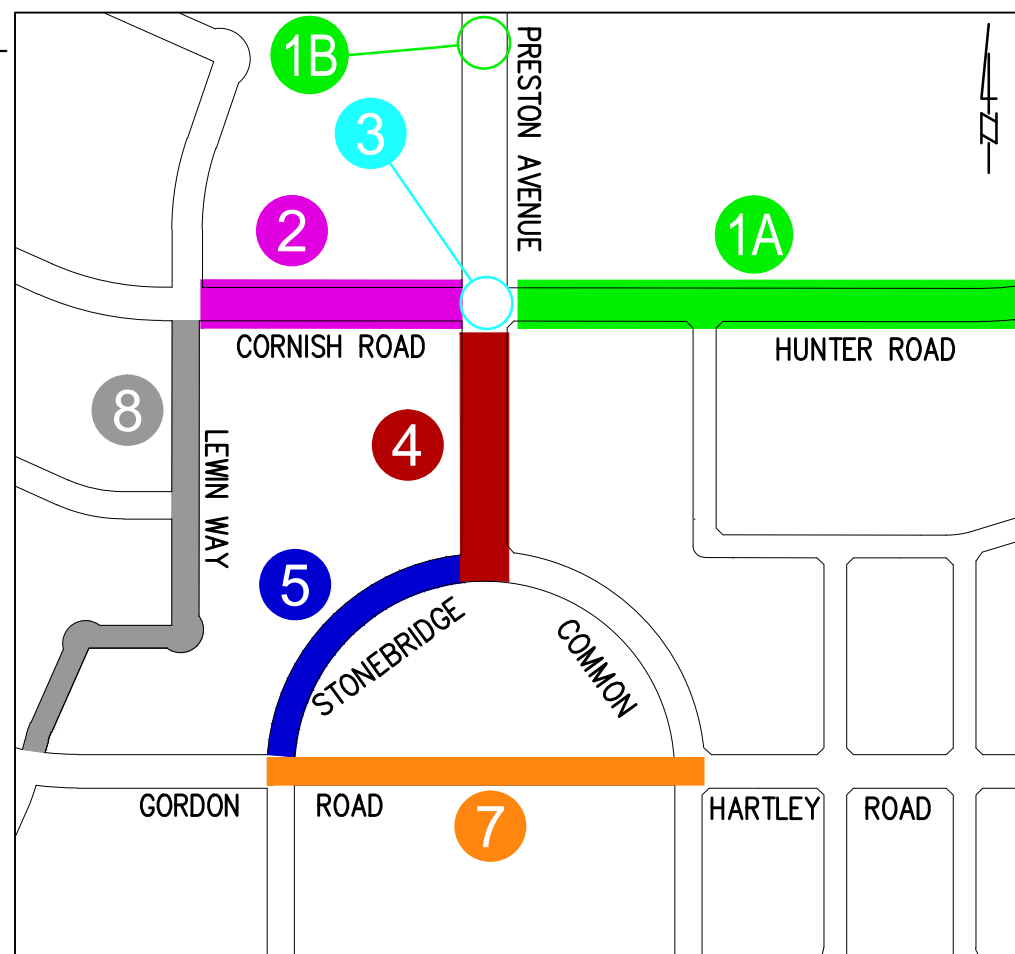 1B
PRESTON AVENUE
N
3
2
1A
CORNISH ROAD
HUNTER ROAD
8
LEWIN WAY
4
5
STONEBRIDGE
COMMON
GORDON
ROAD
7
HARTLEY
ROAD